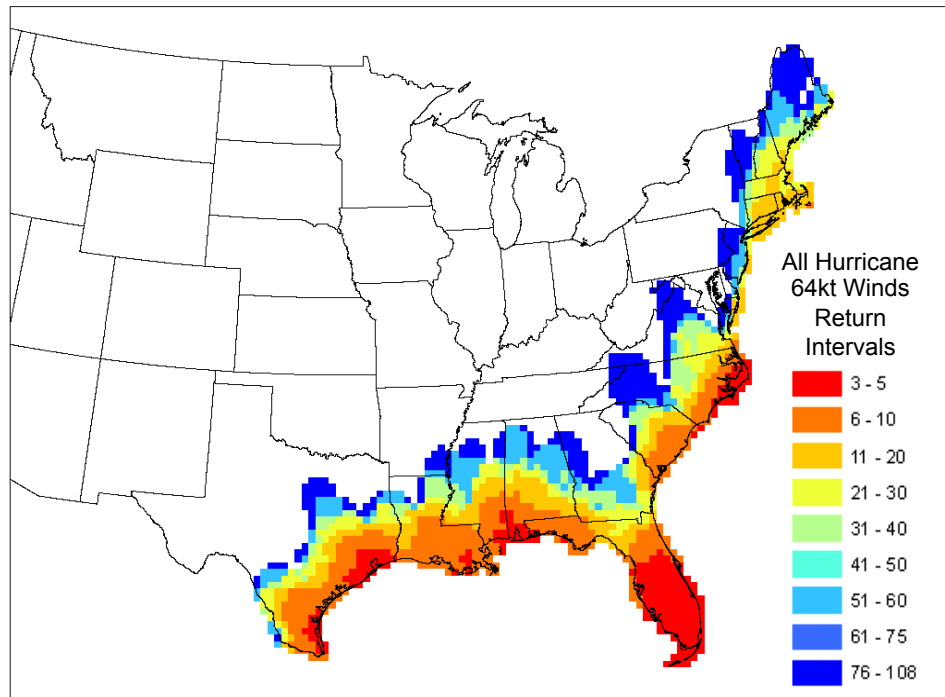 All Hurricane
64kt Winds
Return
Intervals
3 - 5
6 - 10
11 - 20
21 - 30
31 - 40
41 - 50
51 - 60
61 - 75
76 - 108